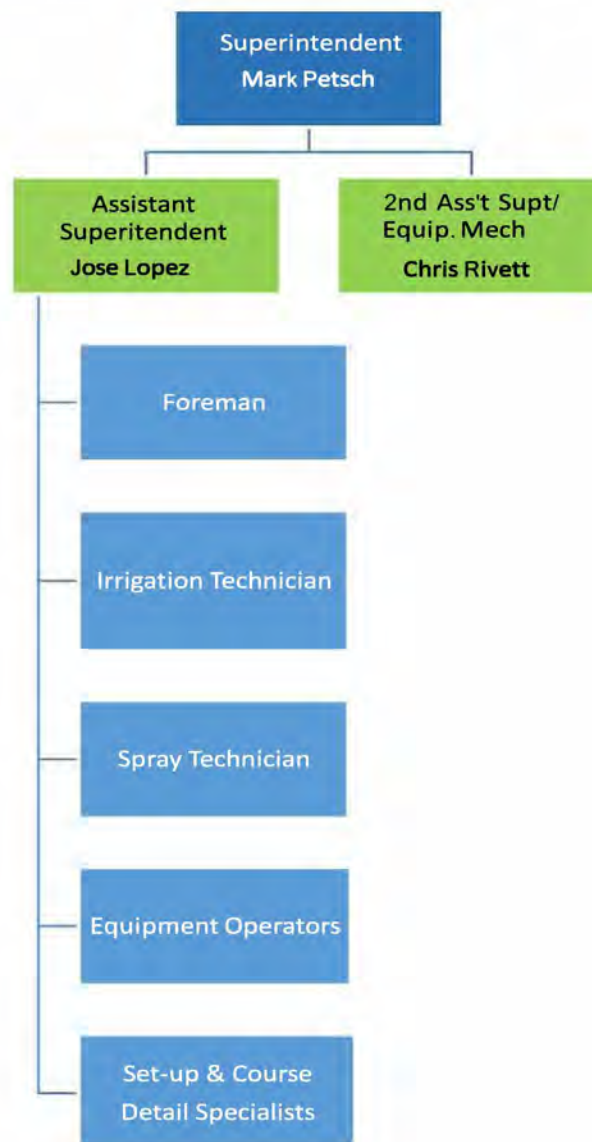 Superintendent
Mark Petsch
Assistant
Superitendent
Jose Lopez
2nd Ass't Supt/
Equip. Mech
Chris Rivett
Foreman
Irrigation Technician
Spray Technician
Equipment Operators
Set-up & Course
Detail Specialists